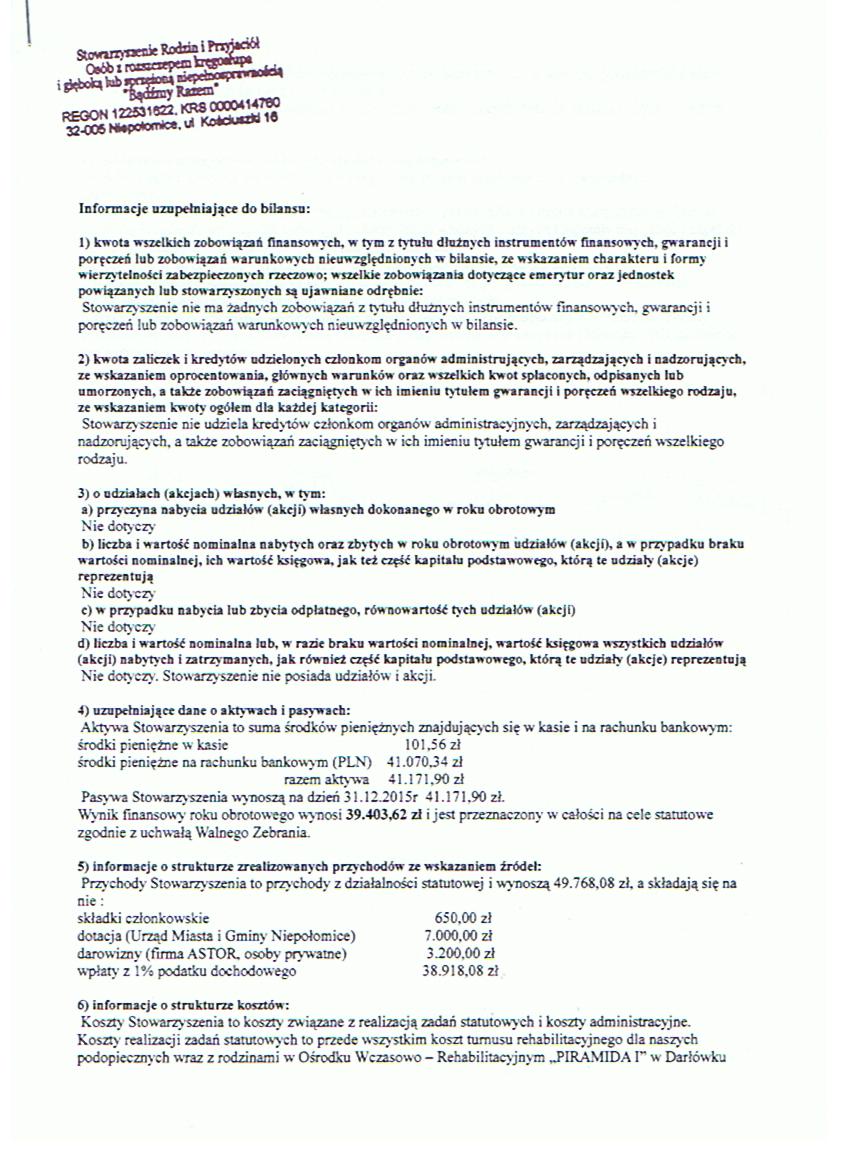 Stowarzyszenie Rodzin i Przyjaciół
Osób z rozszczepem kręgosłupa
i głęboką lub sprzężoną niepełnosprawnością
"Bądźmy Razem"
REGON 122531622, KRS 0000414760
32-005 Niepołomice, ul Kościuszki 16
Informacje uzupełniające do bilansu:
1) kwota wszelkich zobowiązań finansowych, w tym z tytułu dłużnych instrumentów finansowych, gwarancji i
poręczeń lub zobowiązań warunkowych nieuwzględnionych w bilansie, ze wskazaniem charakteru i formy
wierzytelności zabezpieczonych rzeczowo; wszelkie zobowiązania dotyczące emerytur oraz jednostek
powiązanych lub stowarzyszonych są ujawniane odrębnie:
Stowarzyszenie nie ma żadnych zobowiązań z tytułu dłużnych instrumentów finansowych, gwarancji i
poręczeń lub zobowiązań warunkowych nieuwzględnionych w bilansie.
2) kwota zaliczek i kredytów udzielonych członkom organów administrujących, zarządzających i nadzorujących,
ze wskazaniem oprocentowania, głównych warunków oraz wszelkich kwot spłaconych, odpisanych lub
umorzonych, a także zobowiązań zaciągniętych w ich imieniu tytułem gwarancji i poręczeń wszelkiego rodzaju,
ze wskazaniem kwoty ogółem dla każdej kategorii:
Stowarzyszenie nie udziela kredytów członkom organów administracyjnych, zarządzających i
nadzorujących, a także zobowiązań zaciągniętych w ich imieniu tytułem gwarancji i poręczeń wszelkiego
rodzaju.
3) o udziałach (akcjach) własnych, w tym:
a) przyczyna nabycia udziałów (akcji) własnych dokonanego w roku obrotowym
Nie dotyczy
b) liczba i wartość nominalna nabytych oraz zbytych w roku obrotowym udziałów (akcji), a w przypadku braku
wartości nominalnej, ich wartość księgowa, jak też część kapitału podstawowego, którą te udziały (akcje)
reprezentują
Nie dotyczy
c) w przypadku nabycia lub zbycia odpłatnego, równowartość tych udziałów (akcji)
Nie dotyczy
d) liczba i wartość nominalna lub, w razie braku wartości nominalnej, wartość księgowa wszystkich udziałów
(akcji) nabytych i zatrzymanych, jak również część kapitału podstawowego, którą te udziały (akcje) reprezentują
Nie dotyczy. Stowarzyszenie nie posiada udziałów i akcji.
4) uzupełniające dane o aktywach i pasywach:
Aktywa Stowarzyszenia to suma środków pieniężnych znajdujących się w kasie i na rachunku bankowym:
środki pieniężne w kasie 101,56 zł
środki pieniężne na rachunku bankowym (PLN) 41.070,34 zł
razem aktywa 41.171,90 zł
Pasywa Stowarzyszenia wynoszą na dzień 31.12.2015r 41.171,90 zł.
Wynik finansowy roku obrotowego wynosi 39.403,62 zł i jest przeznaczony w całości na cele statutowe
zgodnie z uchwałą Walnego Zebrania.
5) informacje o strukturze zrealizowanych przychodów ze wskazaniem źródeł:
Przychody Stowarzyszenia to przychody z działalności statutowej i wynoszą 49.768,08 zł, a składają się na
nie :
składki członkowskie 650,00 zł
dotacja (Urząd Miasta i Gminy Niepołomice) 7.000,00 zł
darowizny (firma ASTOR, osoby prywatne) 3.200,00 zł
wpłaty z 1% podatku dochodowego 38.918,08 zł
6) informacje o strukturze kosztów:
Koszty Stowarzyszenia to koszty związane z realizacją zadań statutowych i koszty administracyjne.
Koszty realizacji zadań statutowych to przede wszystkim koszt turnusu rehabilitacyjnego dla naszych
podopiecznych wraz z rodzinami w Ośrodku Wczasowo – Rehabilitacyjnym „PIRAMIDA I” w Darłówku